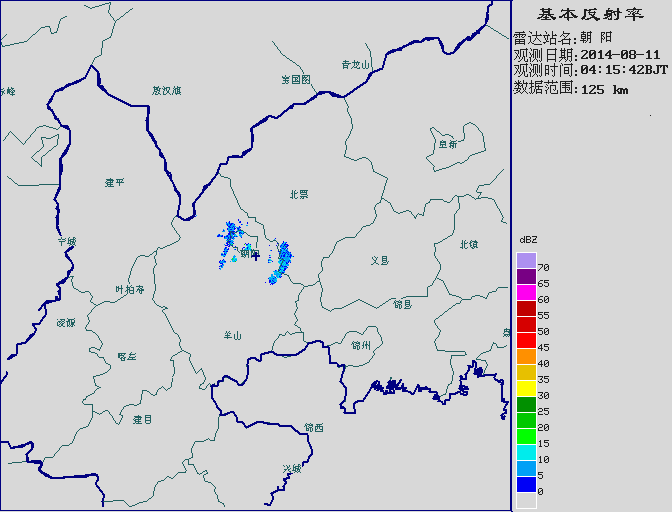 基本反射率
雷达站名:朝 阳
观测日期:2014-08-11
观测时间:04:15:42BJT
数据范围:125 km
青龙山
宝国图
赤峰
敖汉旗
阜新
建平
北票
宁城
北镇
朝阳
义县
叶柏寿
锦县
凌源
羊山
锦州
喀左
建昌
锦西
兴城
dBZ
70
65
60
55
50
45
40
35
30
25
20
15
10
5
0